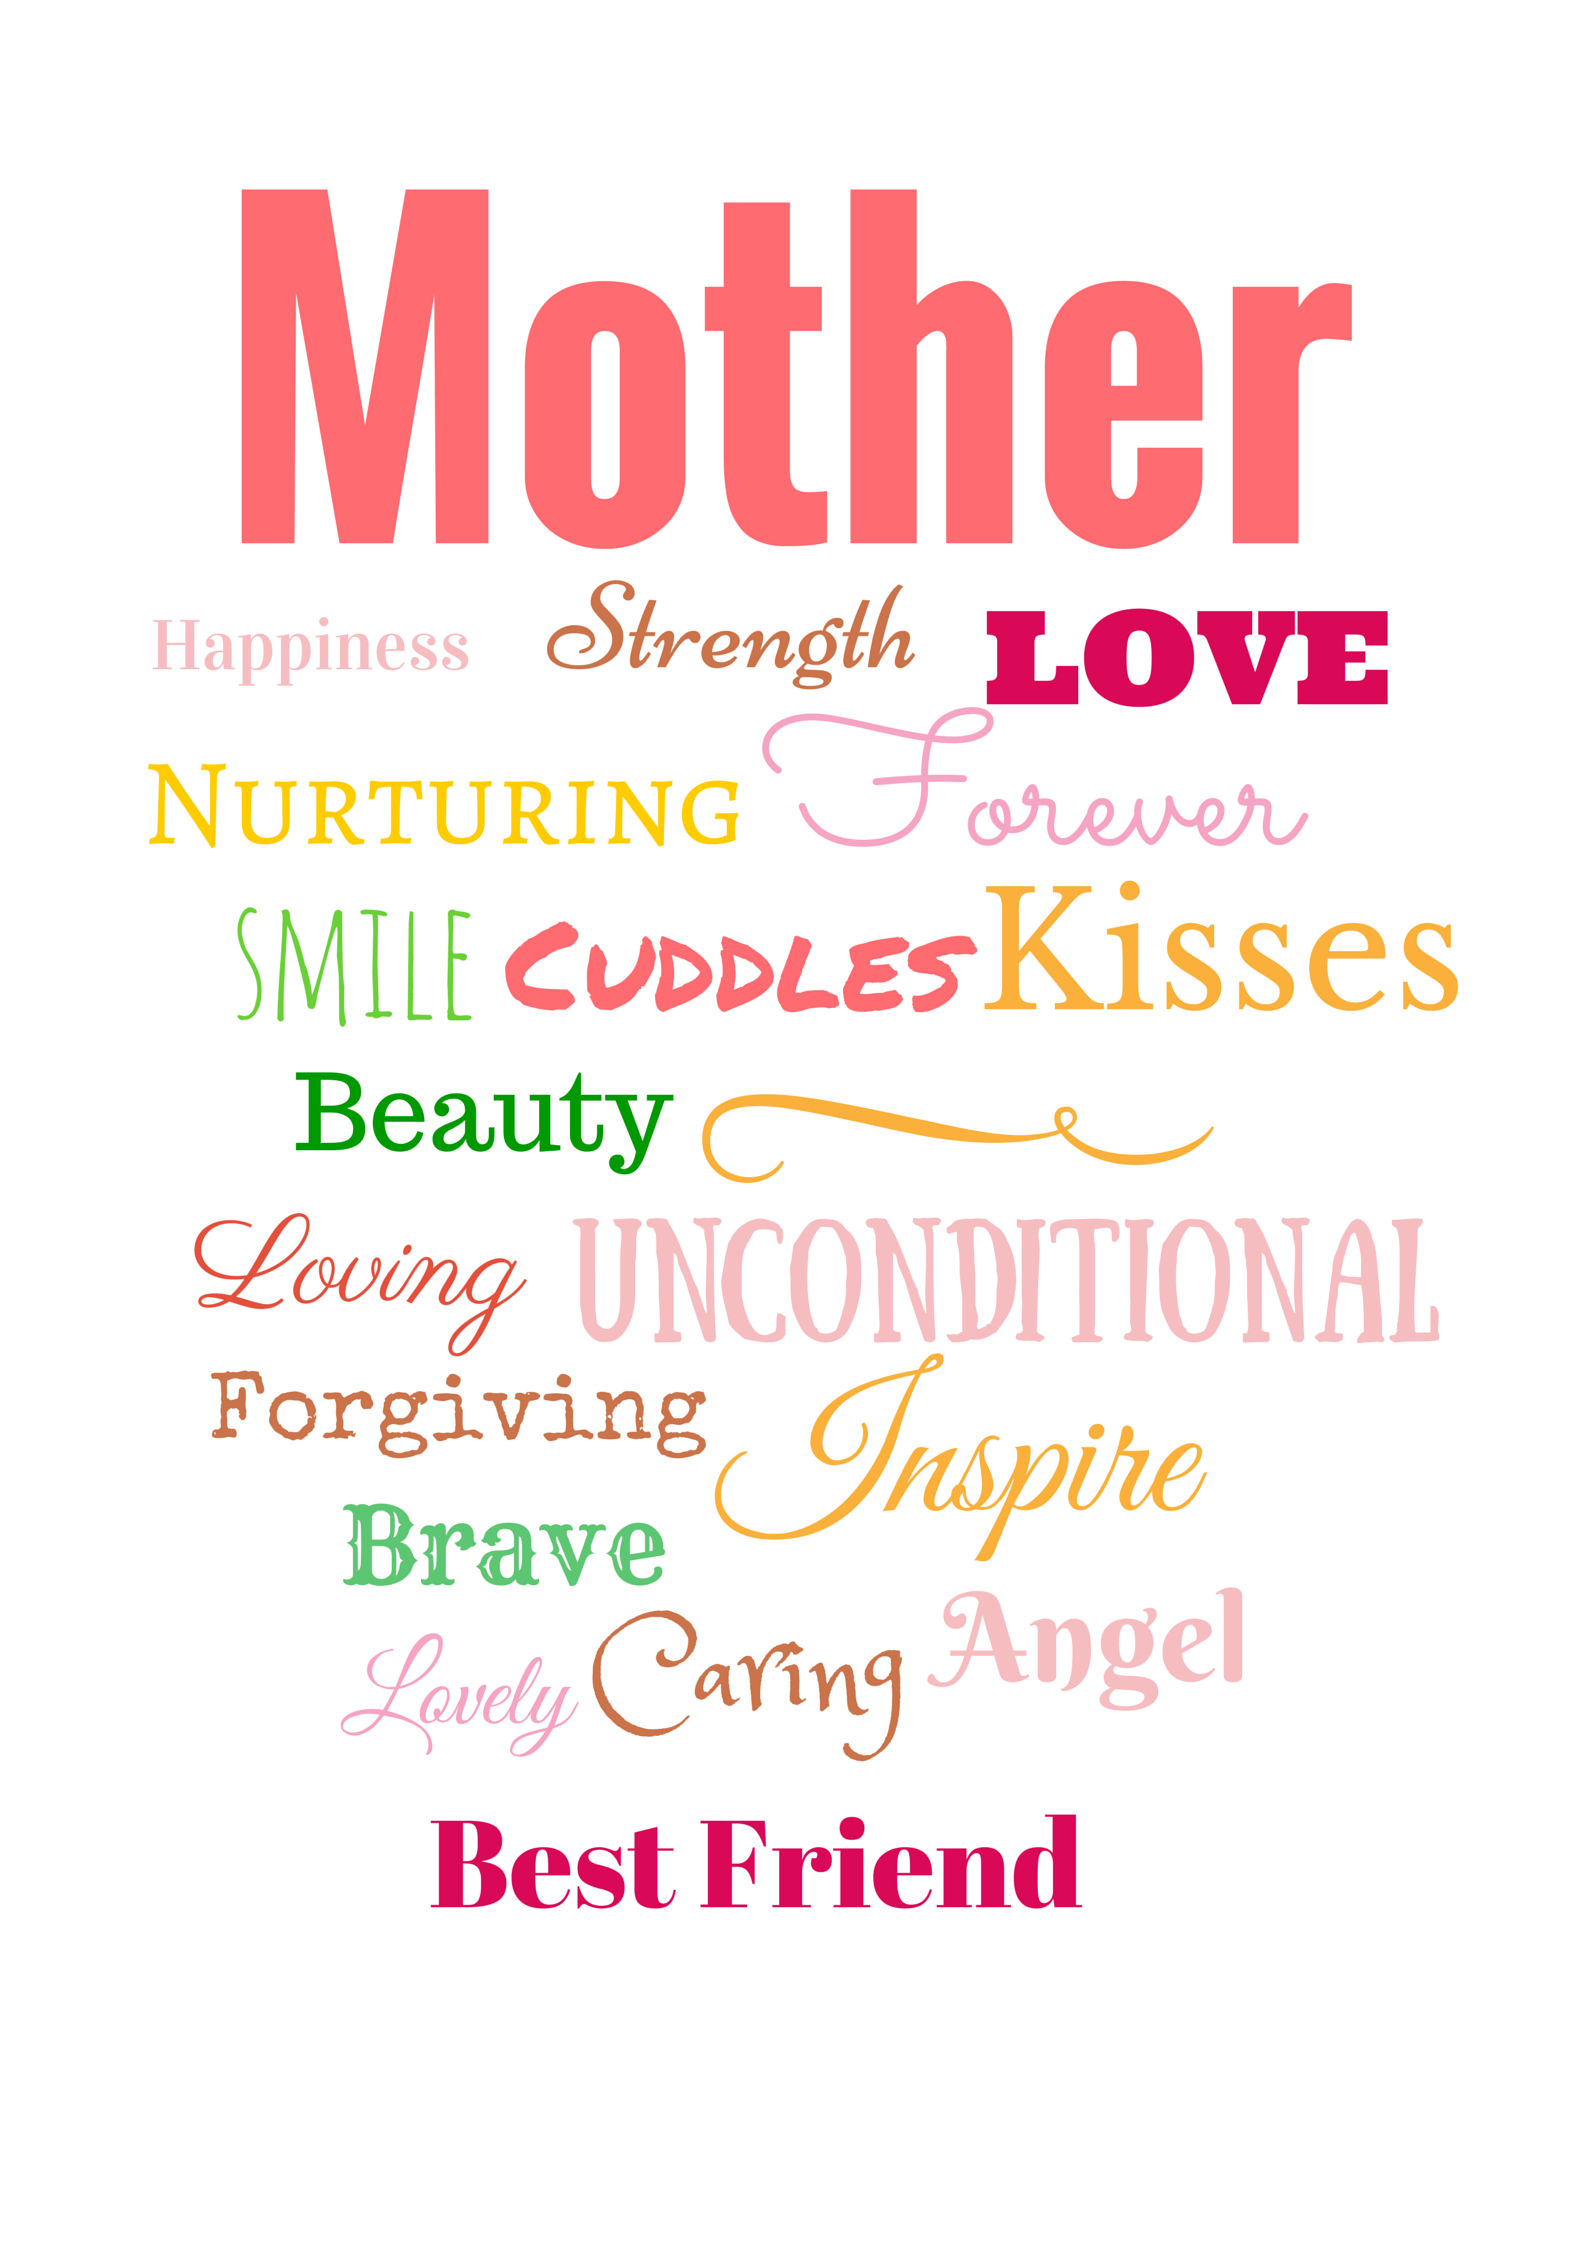 Mother
Happiness Strength LOVE
NURTURING Forever
SMILE CUDDLES Kisses
Beauty
Loving UNCONDITIONAL
Forgiving Inspire
Brave
Lovely Caring Angel
Best Friend